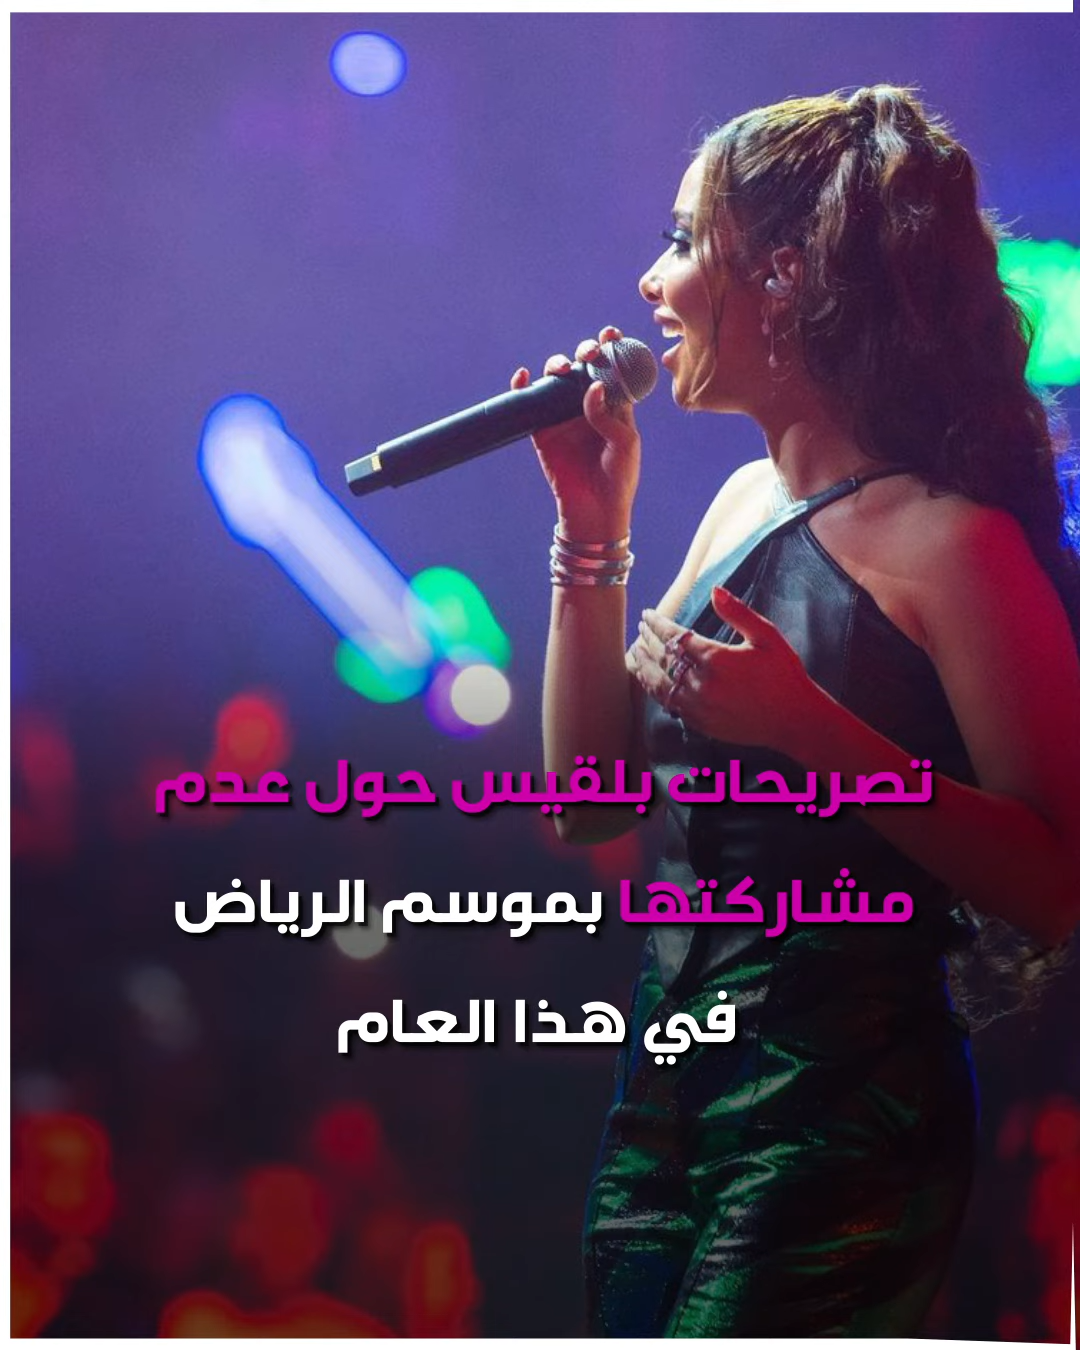 تصريحات بلقيس حول عدم
مشاركتها بموسم الرياض
في هذا العام